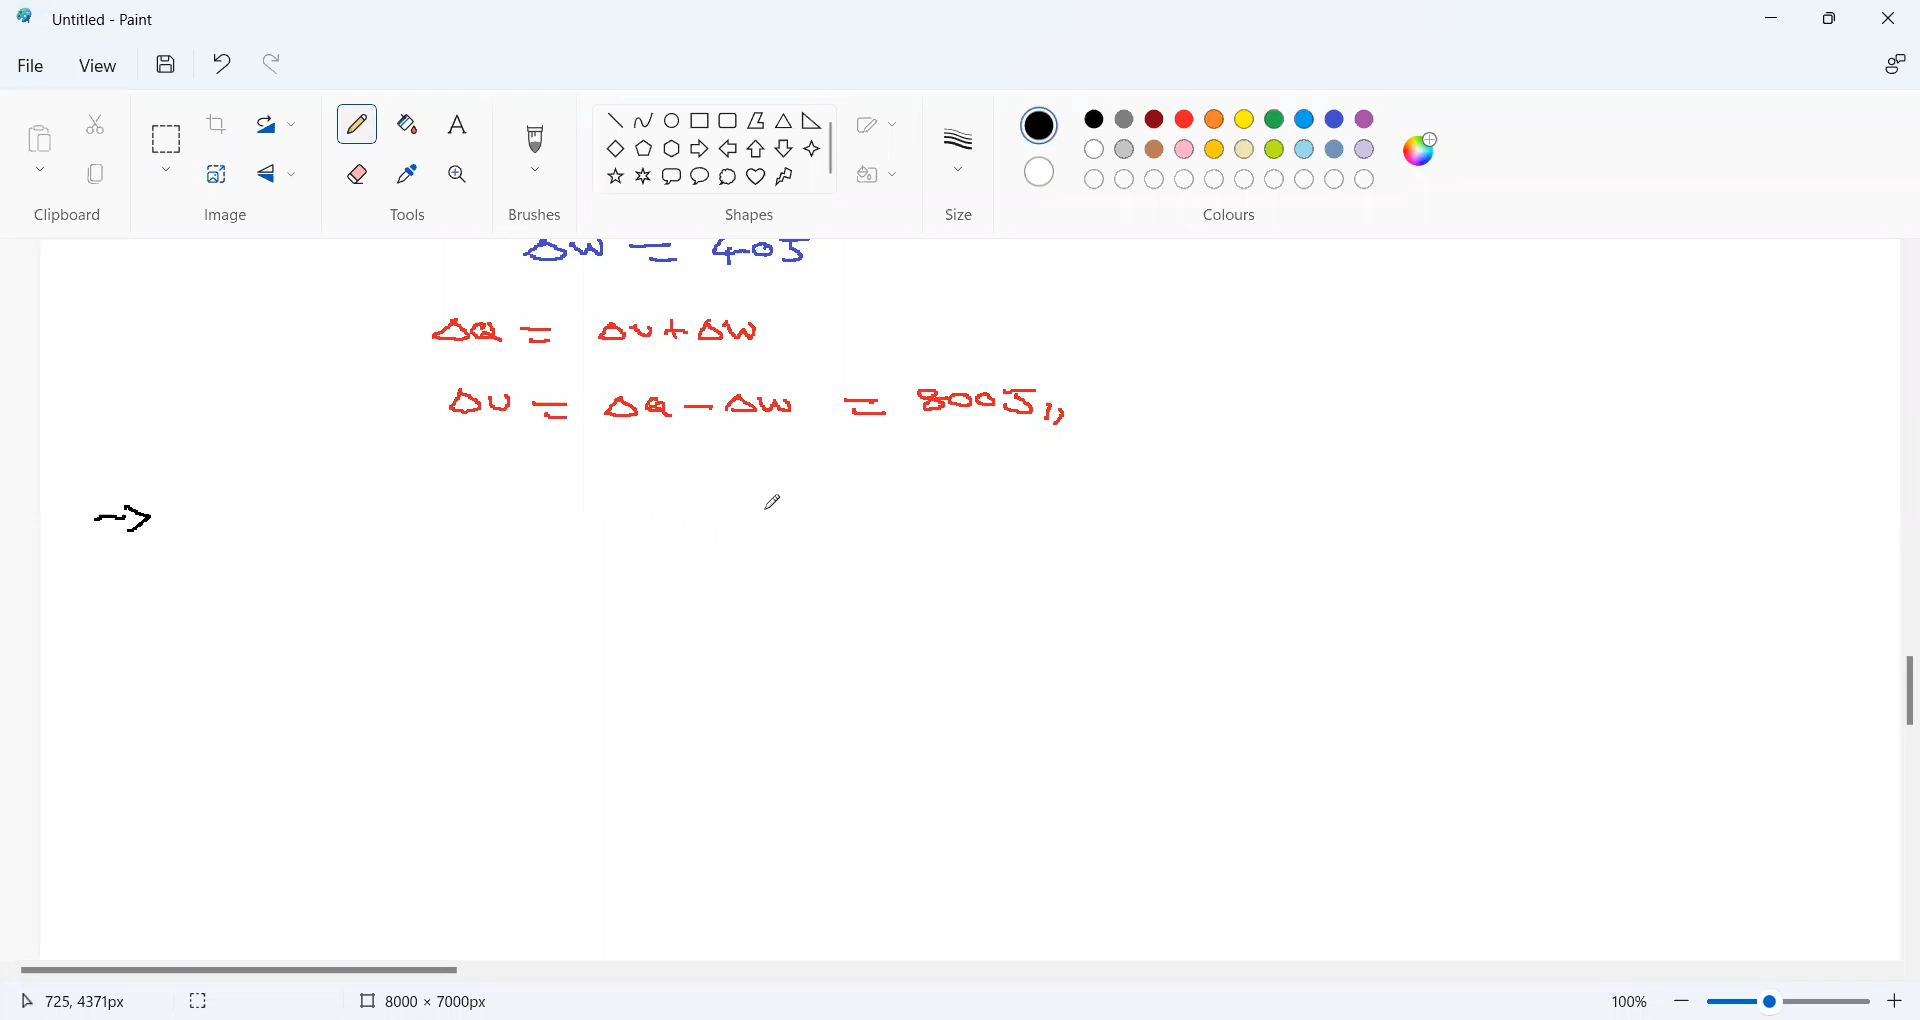 Untitled - Paint
File View
Clipboard
Image
Tools
Brushes
Shapes
Size
Colours
ΔW = 405
ΔQ = ΔU + ΔW
ΔU = ΔQ - ΔW = 800J,,
→
725, 4371px
8000 × 7000px
100%